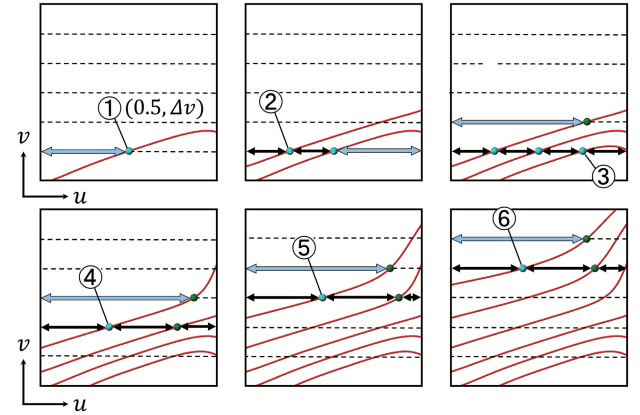 ① (0.5, Δv)
②
③
v
u
④
⑤
⑥
v
u